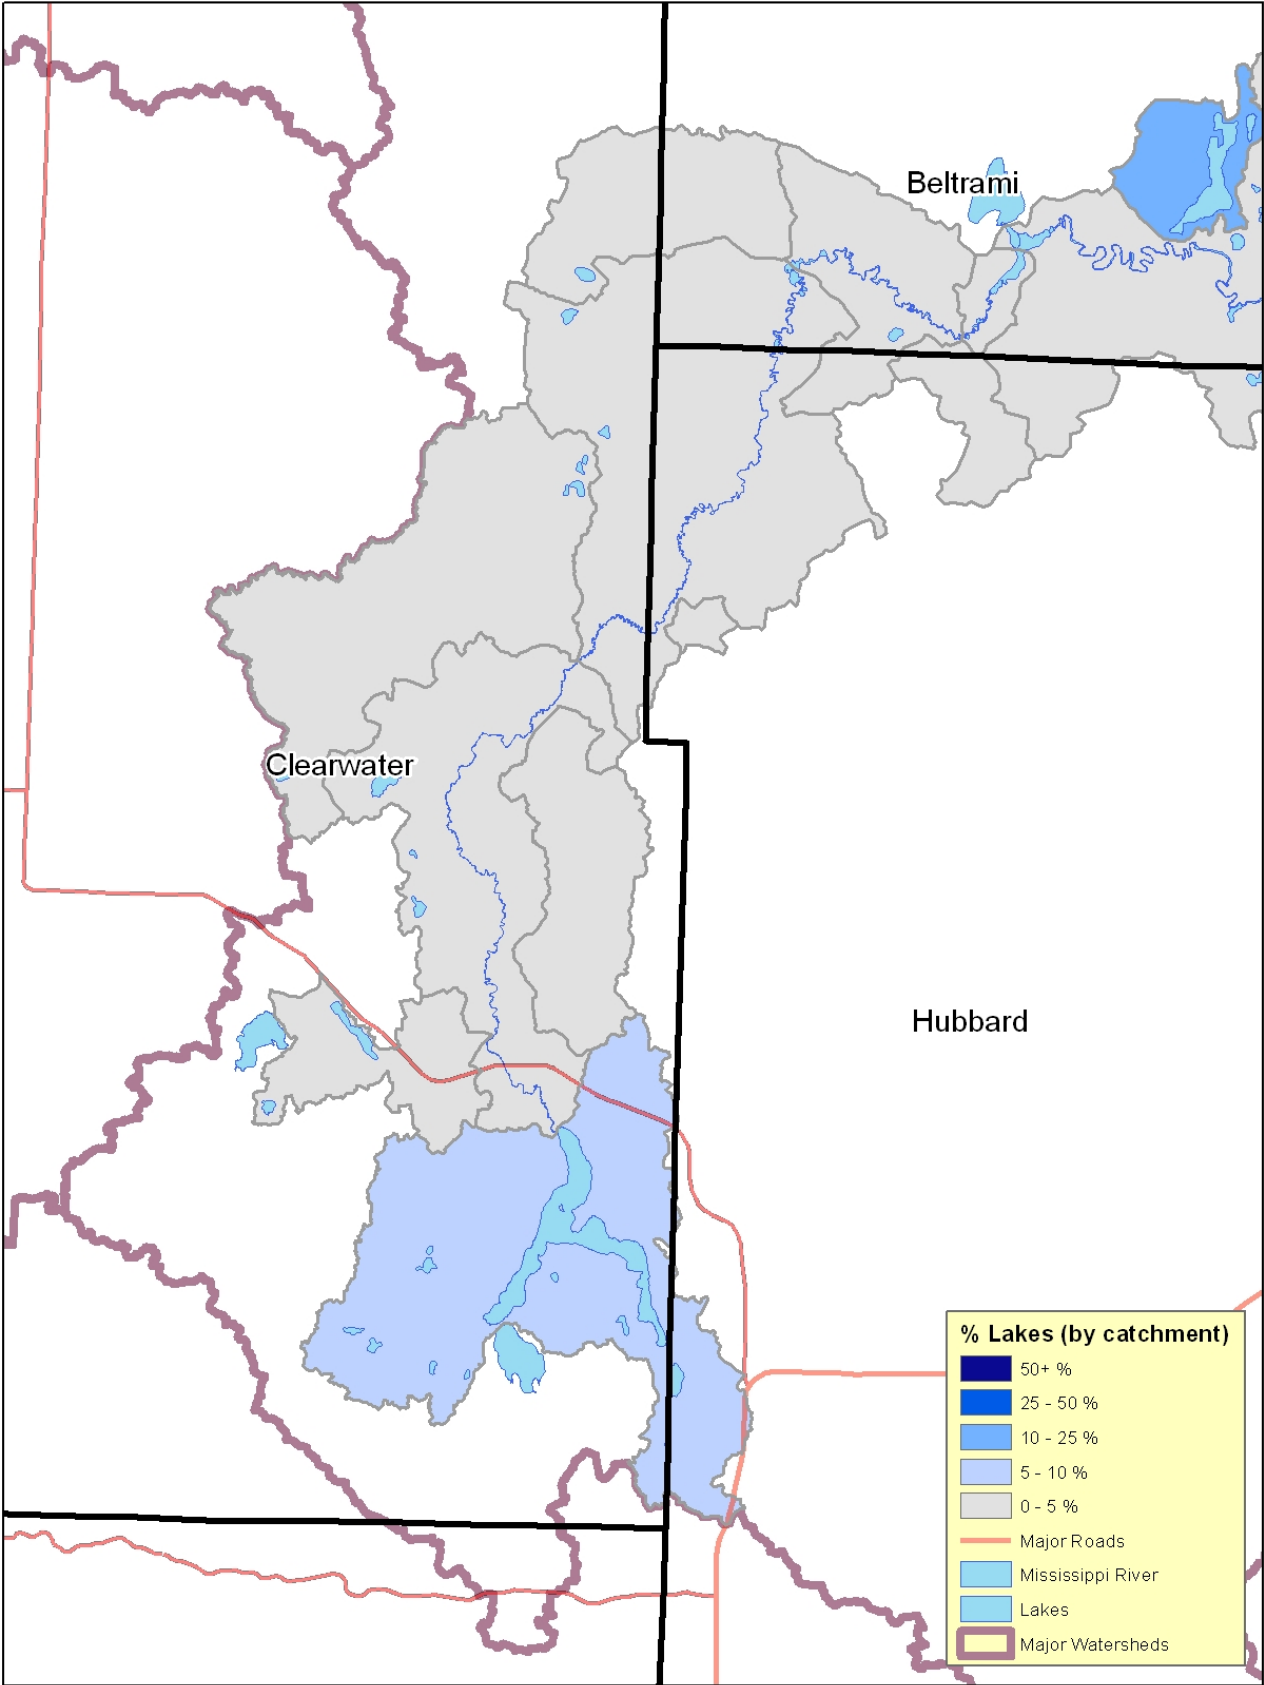 Beltrami
Clearwater
Hubbard
% Lakes (by catchment)
50+ %
25 - 50 %
10 - 25 %
5 - 10 %
0 - 5 %
Major Roads
Mississippi River
Lakes
Major Watersheds